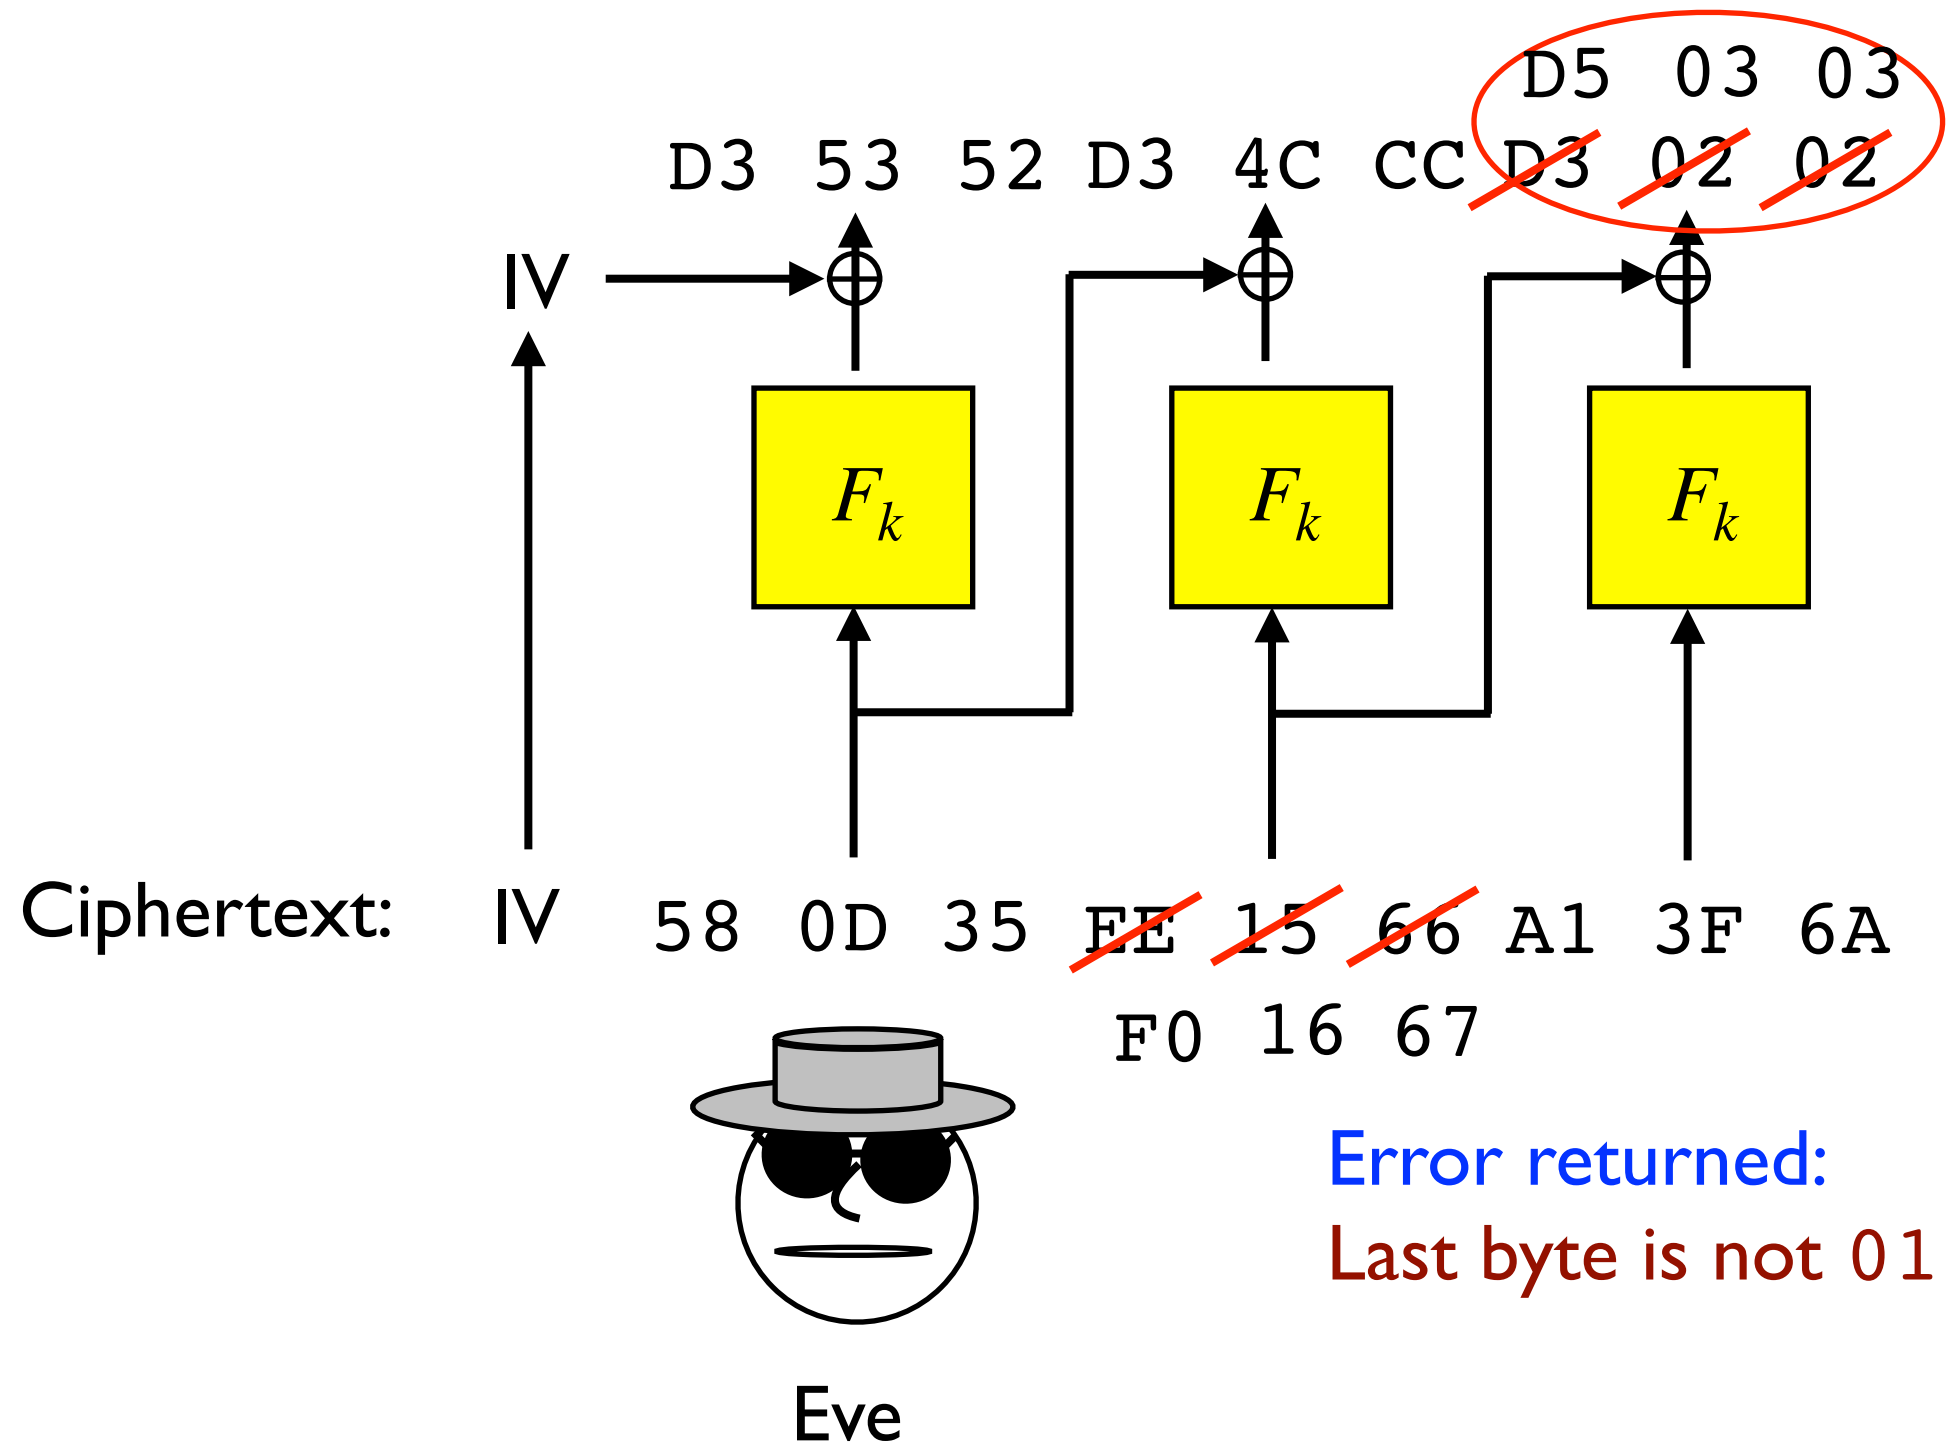 D5 03 03
D3 53 52 D3 4C CC D3 02 02
IV
Fk Fk Fk
Ciphertext: IV 58 0D 35 EE 15 66 A1 3F 6A
F0 16 67
Error returned:
Last byte is not 01
Eve